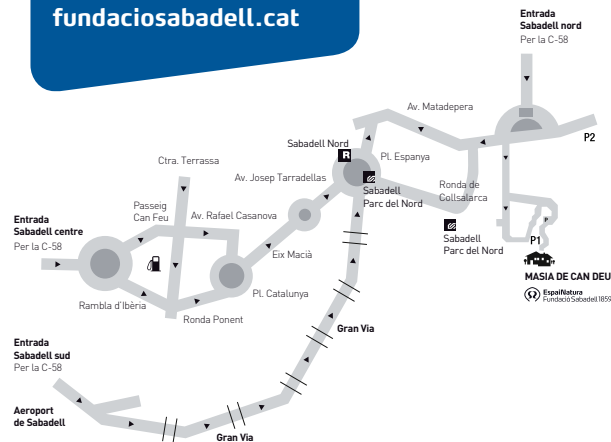 fundaciosabadell.cat
Entrada
Sabadell nord
Per la C-58
Av. Matadepera
P2
Sabadell Nord
R
Pl. Espanya
Ctra. Terrassa
Av. Josep Tarradellas
Sabadell
Parc del Nord
Ronda de
Collsalarca
Passeig
Can Feu
Av. Rafael Casanova
Entrada
Sabadell centre
Per la C-58
P
Sabadell
Parc del Nord
P1
Eix Macià
MASIA DE CAN DEU
Rambla d'Ibèria
Pl. Catalunya
EspaiNatura
Fundació Sabadell 1859
Ronda Ponent
Gran Via
Entrada
Sabadell sud
Per la C-58
Aeroport
de Sabadell
Gran Via